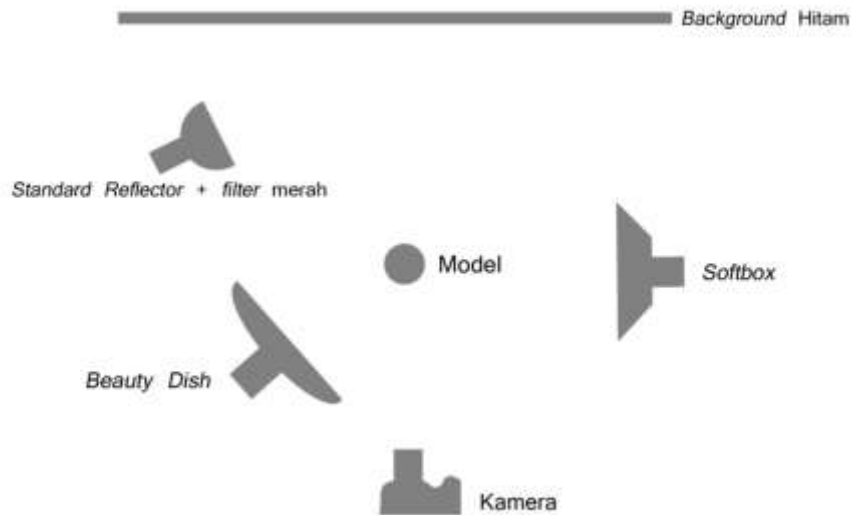 Background Hitam
Standard Reflector + filter merah
Model
Softbox
Beauty Dish
Kamera